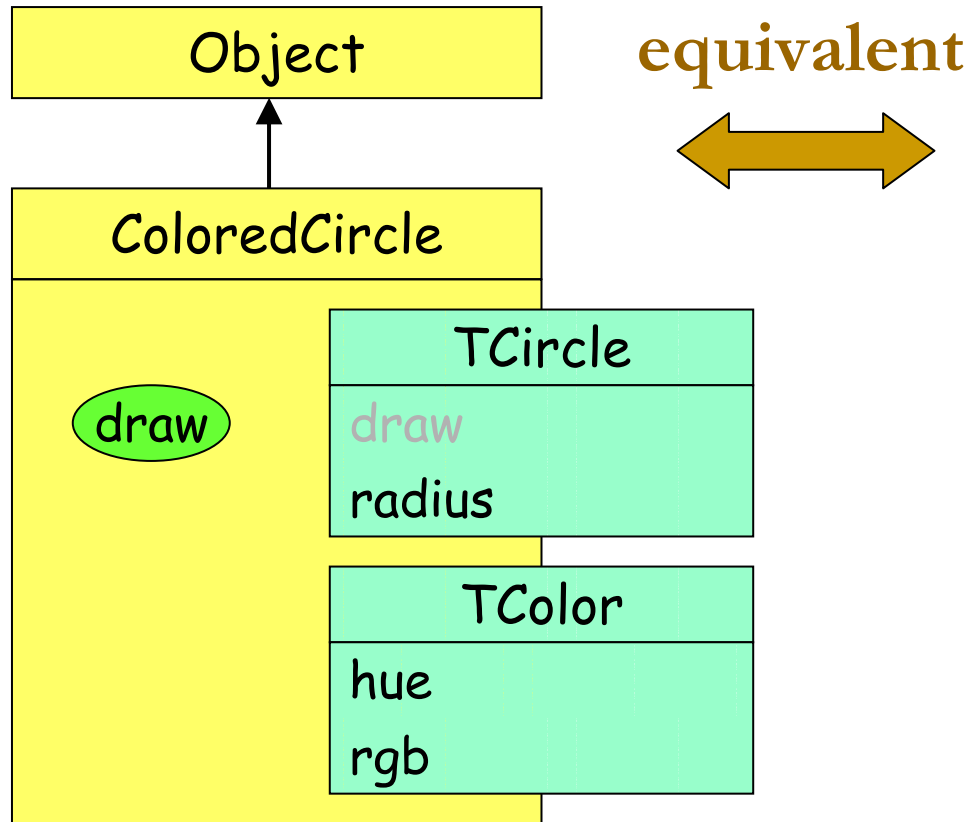 Object
equivalent
ColoredCircle
TCircle
draw
draw
radius
TColor
hue
rgb